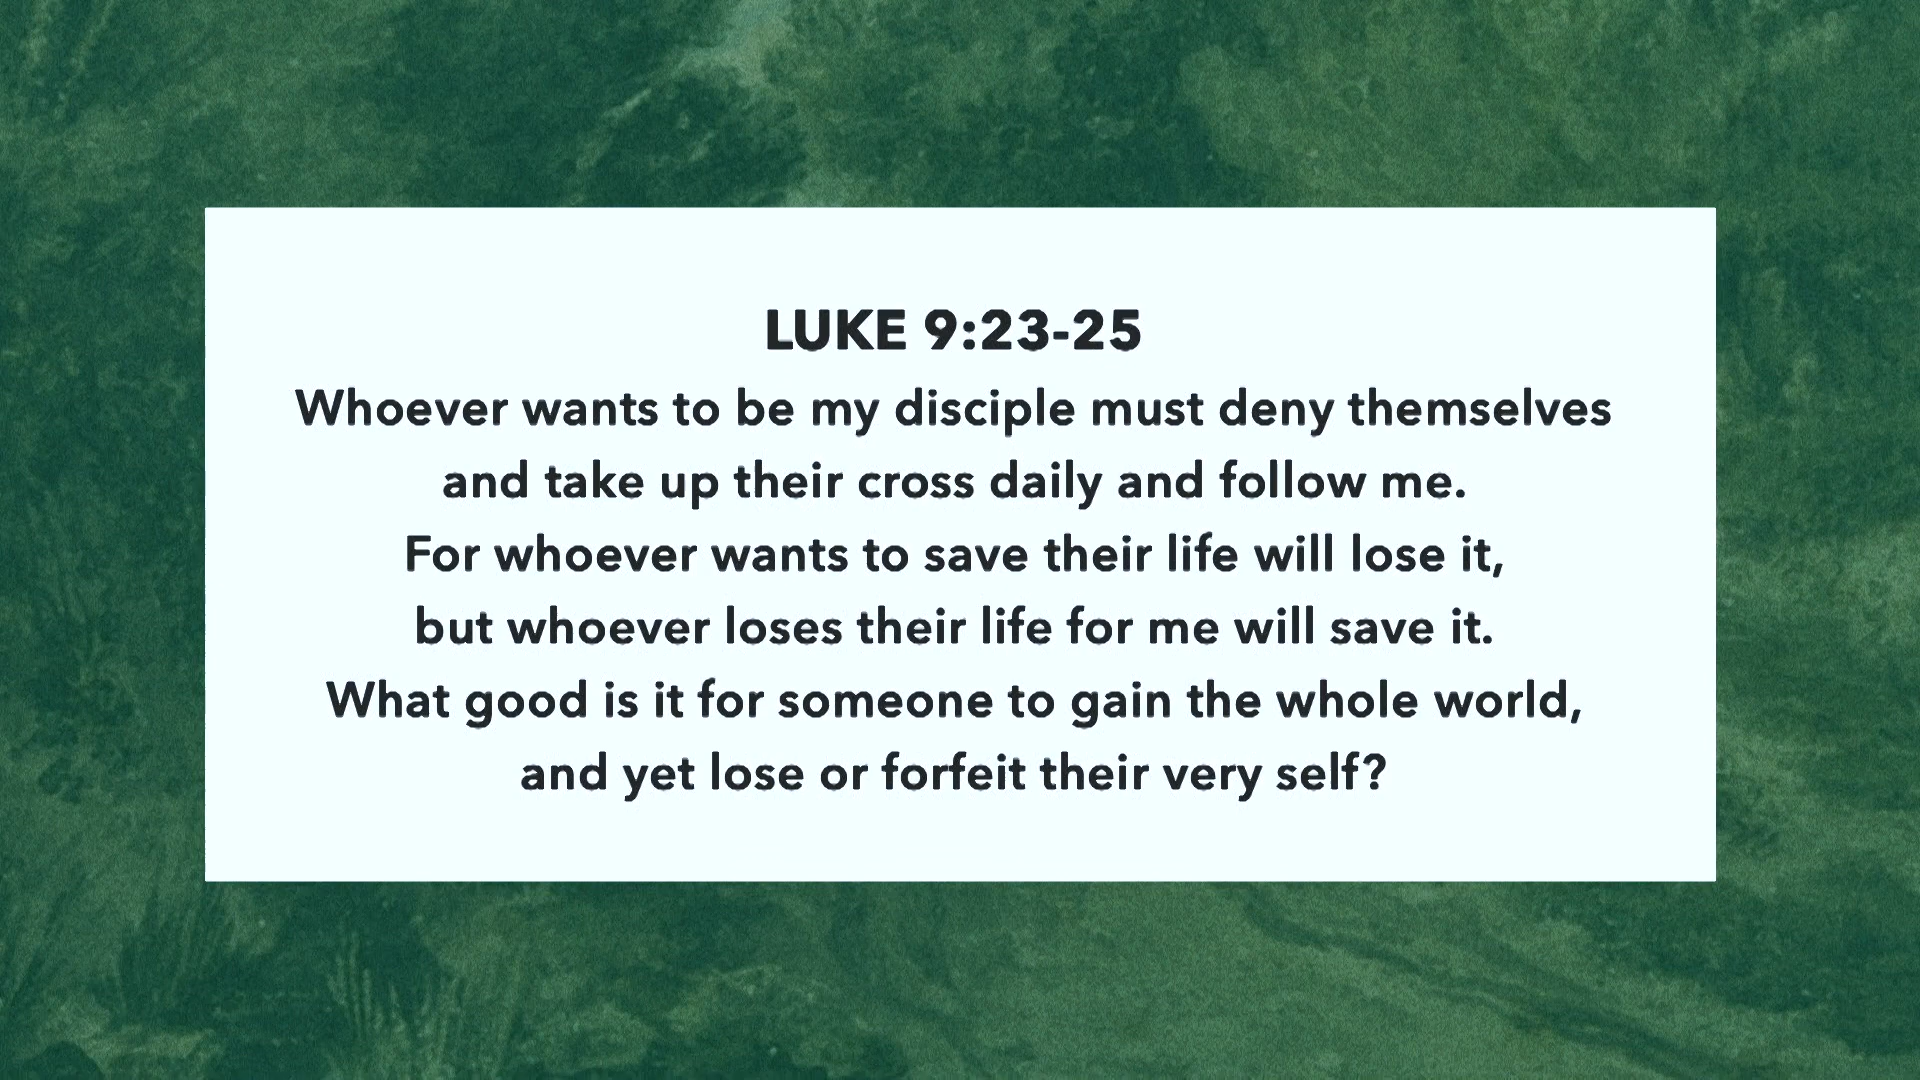 LUKE 9:23-25
Whoever wants to be my disciple must deny themselves
and take up their cross daily and follow me.
For whoever wants to save their life will lose it,
but whoever loses their life for me will save it.
What good is it for someone to gain the whole world,
and yet lose or forfeit their very self?